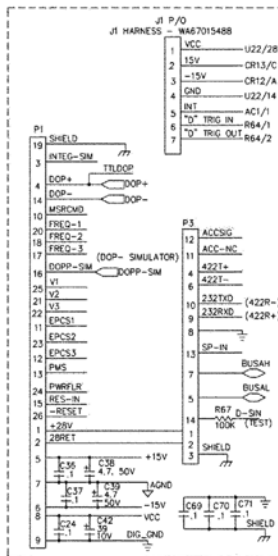 J1 P/O
J1 HARNESS - WA67015488
1 VCC U22/28
2 15V CR13/C
3 -15V CR12/A
4 GND U22/14
5 INT AC1/1
6 "D" TRIG IN R64/1
7 "D" TRIG OUT R64/2
P1
19 SHIELD
3 INTEG-SIM
TTLDOP
4 DOP+ DOP+
14 DOP- DOP-
10 MSRCMD
20 FREQ-1
18 FREQ-2
17 FREQ-3 (DOP- SIMULATOR)
16 DOPP-SIM DOPP-SIM
25 V1
21 V2
22 V3
11 EPCS1
23 EPCS2
12 EPCS3
13 PMS
24 PWRFLR
15 RES-IN
26 -RESET
1 +28V
2 28RET
5 +15V
C36 .1 C38 4.7, 50V
7 AGND
C37 .1 C39 4.7 50V
6 -15V
8 VCC
C24 .1 C42 39 10V
9 DIG_GND
P3
12 ACCSIG
11 ACC-NC
4 422T+
6 422T-
10 232TXD (422R-)
9 232RXD (422R+)
8
13 SP-IN
7 BUSAH
5 BUSAL
14 R67 100K D-SIN (TEST)
1
2 SHIELD
3
C69 .1 C70 .1 C71 .1
SHIELD